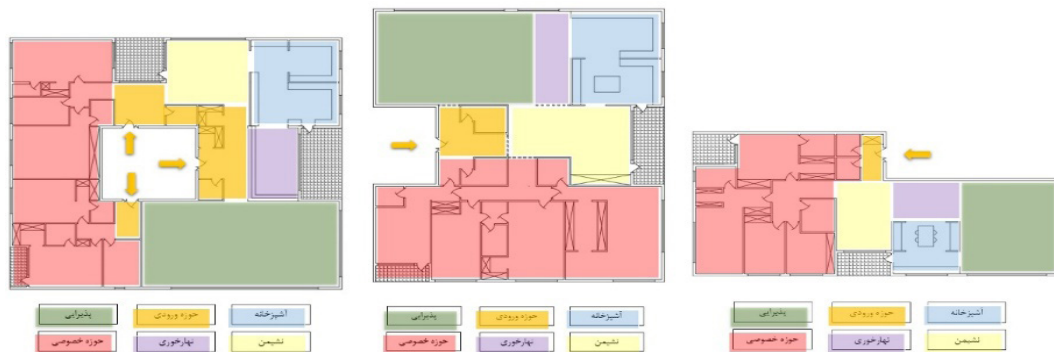 پذیرایی
حوزه ورودی
آشپزخانه
حوزه خصوصی
نهارخوری
نشیمن
پذیرایی
حوزه ورودی
آشپزخانه
حوزه خصوصی
نهارخوری
نشیمن
پذیرایی
حوزه ورودی
آشپزخانه
حوزه خصوصی
نهارخوری
نشیمن